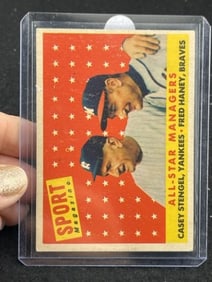 SPORT
Magazine
ALL-STAR MANAGERS
CASEY STENGEL, YANKEES - FRED HANEY, BRAVES